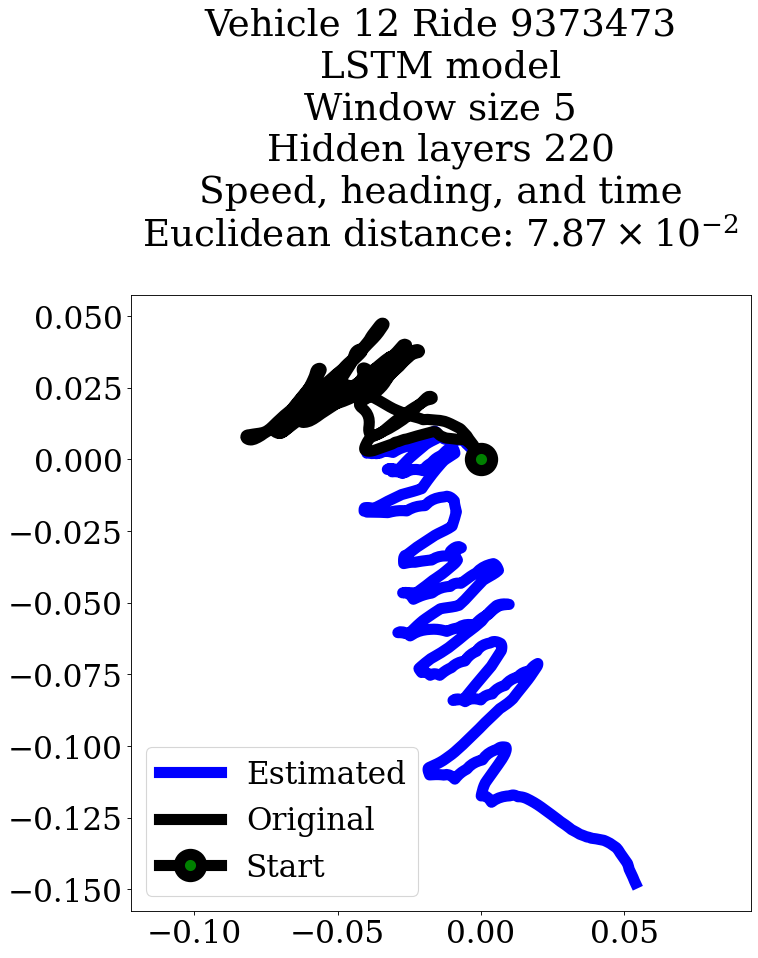 Vehicle 12 Ride 9373473
LSTM model
Window size 5
Hidden layers 220
Speed, heading, and time
Euclidean distance: 7.87 × 10⁻²
0.050
0.025
0.000
−0.025
−0.050
−0.075
−0.100
−0.125
−0.150
Estimated
Original
Start
−0.10 −0.05 0.00 0.05